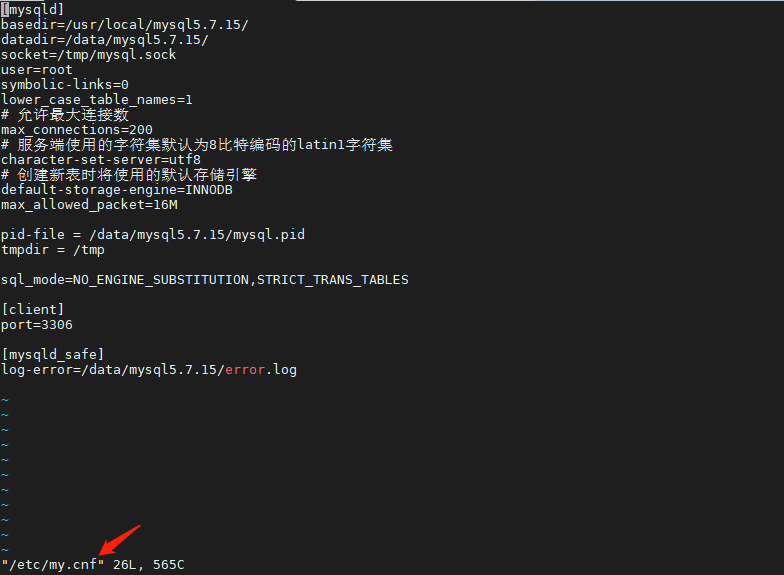 [mysqld]
basedir=/usr/local/mysql5.7.15/
datadir=/data/mysql5.7.15/
socket=/tmp/mysql.sock
user=root
symbolic-links=0
lower_case_table_names=1
# 允许最大连接数
max_connections=200
# 服务端使用的字符集默认为8比特编码的latin1字符集
character-set-server=utf8
# 创建新表时将使用的默认存储引擎
default-storage-engine=INNODB
max_allowed_packet=16M
pid-file = /data/mysql5.7.15/mysql.pid
tmpdir = /tmp
sql_mode=NO_ENGINE_SUBSTITUTION,STRICT_TRANS_TABLES
[client]
port=3306
[mysqld_safe]
log-error=/data/mysql5.7.15/error.log
~
~
~
~
~
~
~
~
~
~
~
"/etc/my.cnf" 26L, 565C